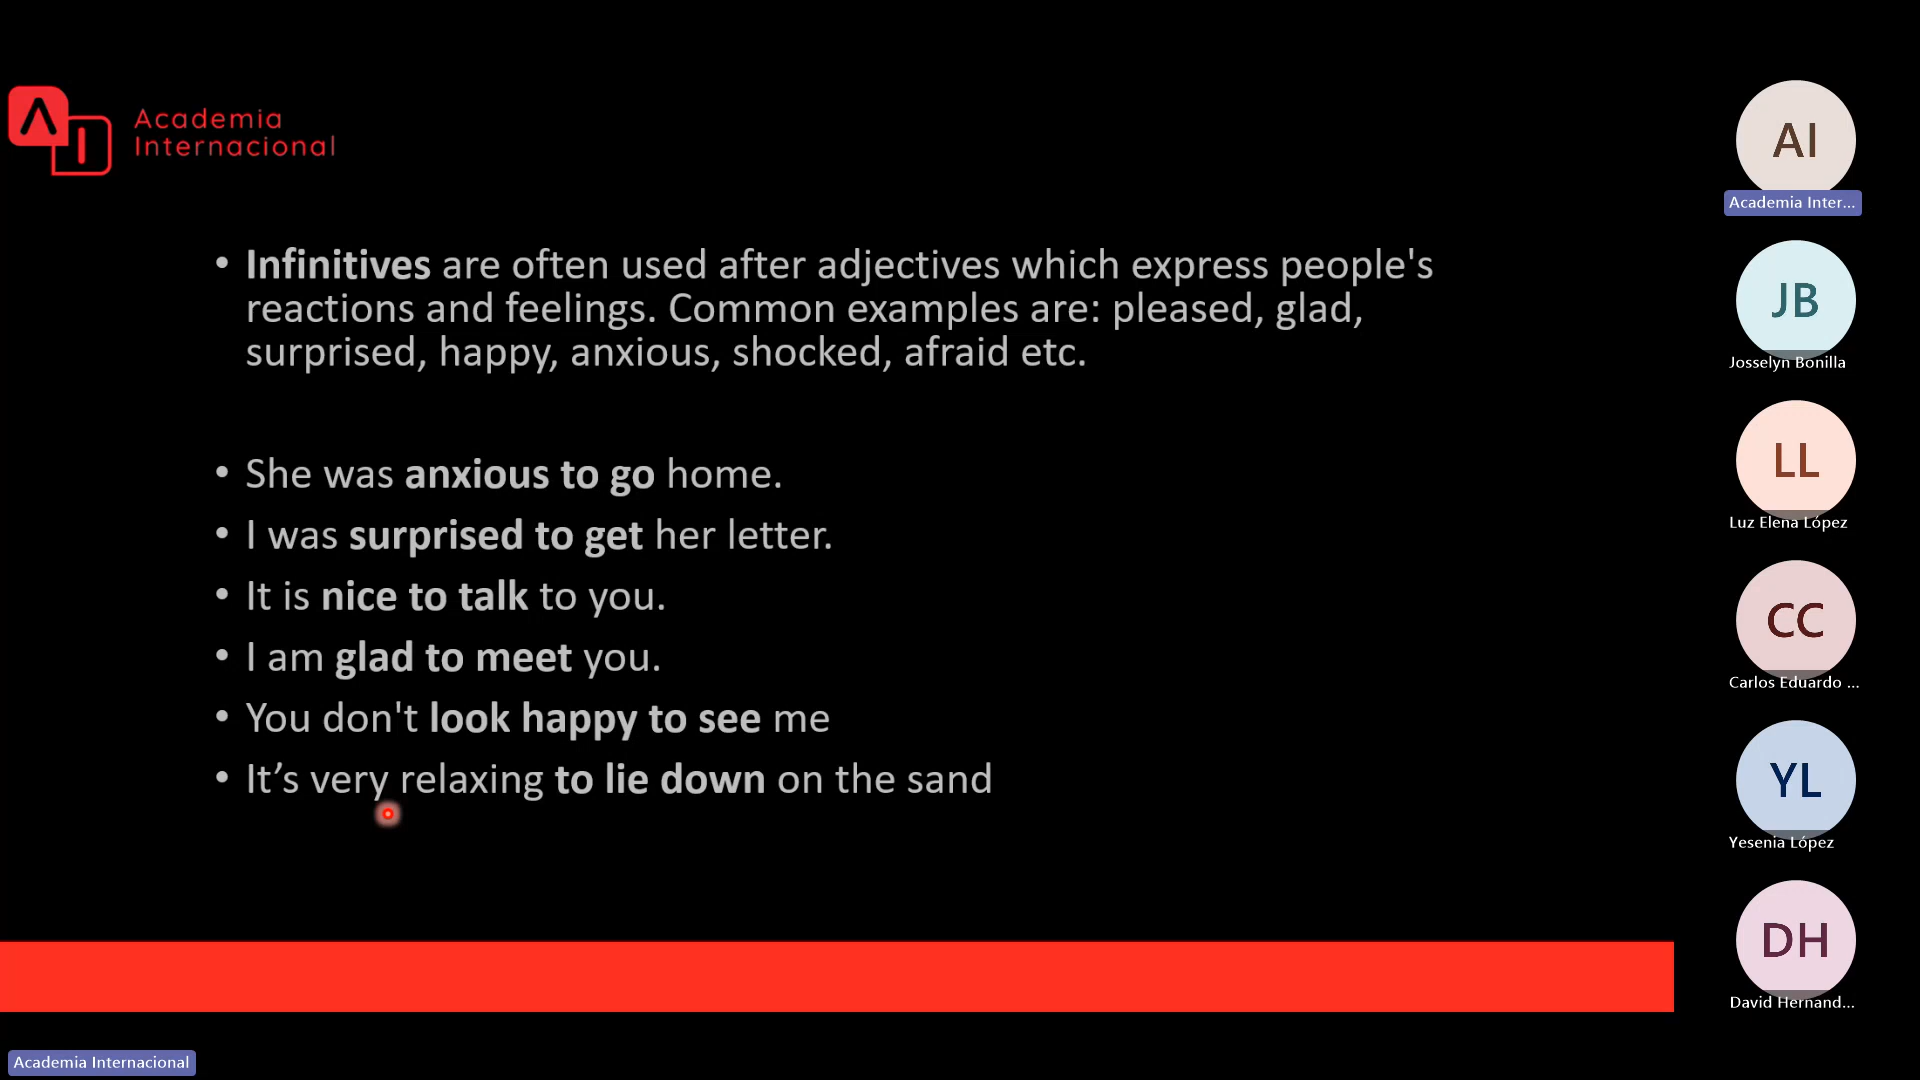 Academia
Internacional
• Infinitives are often used after adjectives which express people's
reactions and feelings. Common examples are: pleased, glad,
surprised, happy, anxious, shocked, afraid etc.
• She was anxious to go home.
• I was surprised to get her letter.
• It is nice to talk to you.
• I am glad to meet you.
• You don't look happy to see me
• It’s very relaxing to lie down on the sand
AI
Academia Inter...
JB
Josselyn Bonilla
LL
Luz Elena López
CC
Carlos Eduardo ...
YL
Yesenia López
DH
David Hernand...
Academia Internacional